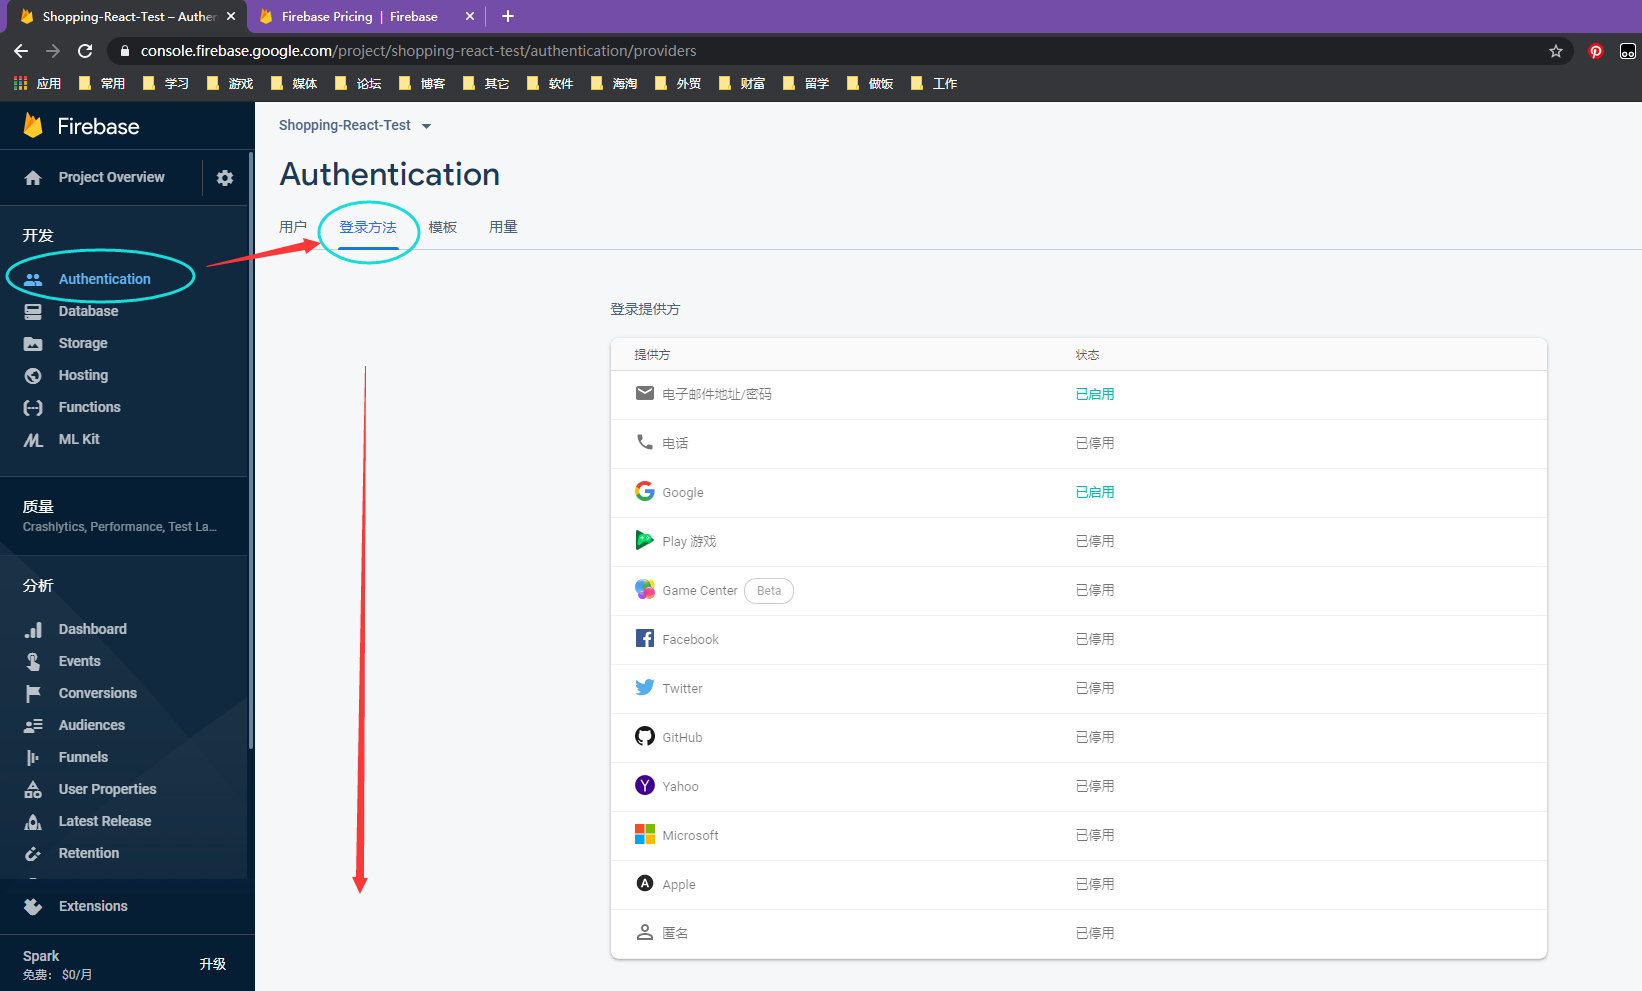 Shopping-React-Test – Auther
Firebase Pricing | Firebase
console.firebase.google.com/project/shopping-react-test/authentication/providers
应用 常用 学习 游戏 媒体 论坛 博客 其它 软件 海淘 外贸 财富 留学 做饭 工作
Firebase
Project Overview
开发
Authentication
Database
Storage
Hosting
Functions
ML Kit
质量
Crashlytics, Performance, Test La...
分析
Dashboard
Events
Conversions
Audiences
Funnels
User Properties
Latest Release
Retention
Extensions
Spark
免费： $0/月
升级
Shopping-React-Test
Authentication
用户 登录方法 模板 用量
登录提供方
提供方 状态
电子邮件地址/密码 已启用
电话 已停用
Google 已启用
Play 游戏 已停用
Game Center Beta 已停用
Facebook 已停用
Twitter 已停用
GitHub 已停用
Yahoo 已停用
Microsoft 已停用
Apple 已停用
匿名 已停用